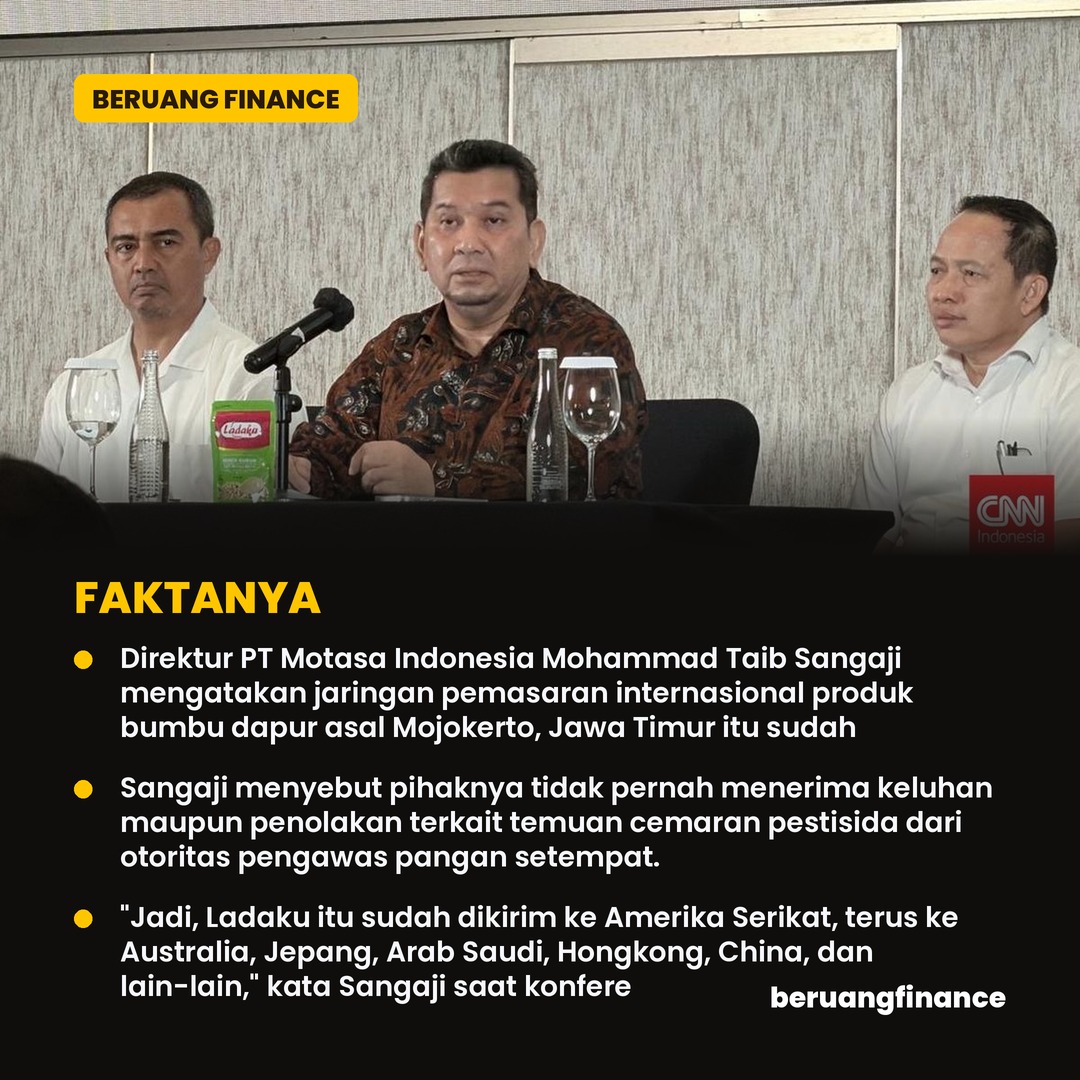 BERUANG FINANCE
Ladaku
CNN
Indonesia
FAKTANYA
Direktur PT Motasa Indonesia Mohammad Taib Sangaji
mengatakan jaringan pemasaran internasional produk
bumbu dapur asal Mojokerto, Jawa Timur itu sudah
Sangaji menyebut pihaknya tidak pernah menerima keluhan
maupun penolakan terkait temuan cemaran pestisida dari
otoritas pengawas pangan setempat.
"Jadi, Ladaku itu sudah dikirim ke Amerika Serikat, terus ke
Australia, Jepang, Arab Saudi, Hongkong, China, dan
lain-lain," kata Sangaji saat konfere
beruangfinance